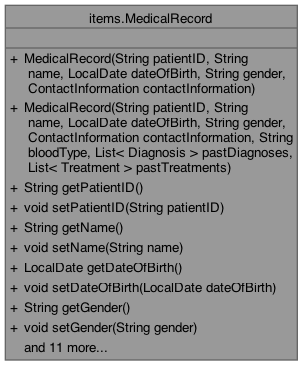 items.MedicalRecord
+ MedicalRecord(String patientID, String
name, LocalDate dateOfBirth, String gender,
ContactInformation contactInformation)
+ MedicalRecord(String patientID, String
name, LocalDate dateOfBirth, String gender,
ContactInformation contactInformation, String
bloodType, List< Diagnosis > pastDiagnoses,
List< Treatment > pastTreatments)
+ String getPatientID()
+ void setPatientID(String patientID)
+ String getName()
+ void setName(String name)
+ LocalDate getDateOfBirth()
+ void setDateOfBirth(LocalDate dateOfBirth)
+ String getGender()
+ void setGender(String gender)
and 11 more...